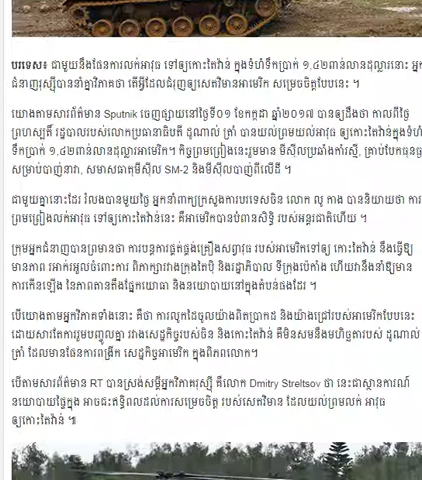 បរទេស៖ ជាមួយនឹងផែនការលក់អាវុធ ទៅឲ្យកោះតៃវ៉ាន់ ក្នុងទំហំទឹកប្រាក់ ១,៤២ពាន់លានដុល្លារនោះ អ្នក
ជំនាញរុស្ស៊ីបាននាំគ្នាវិភាគថា តើអ្វីដែលជំរុញឲ្យសេតវិមានអាមេរិក សម្រេចចិត្តបែបនេះ ។
យោងតាមសារព័ត៌មាន Sputnik ចេញផ្សាយនៅថ្ងៃទី០១ ខែកក្កដា ឆ្នាំ២០១៧ បានឲ្យដឹងថា កាលពីថ្ងៃ
ព្រហស្បតិ៍ រដ្ឋបាលរបស់លោកប្រធានាធិបតី ដូណាល់ ត្រាំ បានយល់ព្រមយល់អាវុធ ឲ្យកោះតៃវ៉ាន់ក្នុងទំហំ
ទឹកប្រាក់ ១,៤២ពាន់លានដុល្លារអាមេរិក។ កិច្ចព្រមព្រៀងនេះរួមមាន មីស៊ីលប្រឆាំងកាំរស្មី, គ្រាប់បែកធុនធ្ងន់
សម្រាប់បាញ់នាវា, សមាសធាតុមីស៊ីល SM-2 និងមីស៊ីលបាញ់ពីលើដី ។
ជាមួយគ្នានោះដែរ រំលងបានមួយថ្ងៃ អ្នកនាំពាក្យក្រសួងការបរទេសចិន លោក លូ កាង បាននិយាយថា ការ
ព្រមព្រៀងលក់អាវុធ ទៅឲ្យកោះតៃវ៉ាន់នេះ គឺអាមេរិកបានបំពានសិទ្ធិ របស់អន្តរជាតិហើយ ។
ក្រុមអ្នកជំនាញបានព្រមានថា ការបន្តការផ្គត់ផ្គង់គ្រឿងសព្វាវុធ របស់អាមេរិកទៅឲ្យ កោះតៃវ៉ាន់ នឹងធ្វើឱ្យ
មានភាព រអាក់រអួលចំពោះការ ពិភាក្សារវាងក្រុងតៃប៉ិ និងរដ្ឋាភិបាល ទីក្រុងប៉េកាំង ហើយវានឹងនាំឱ្យមាន
ការកើនឡើង នៃភាពតានតឹងផ្នែកយោធា និងនយោបាយនៅក្នុងតំបន់ផងដែរ ។
បើយោងតាមអ្នកវិភាគទាំងនោះ គឺថា ការលូកដៃចូលយ៉ាងពិតប្រាកដ និងយ៉ាងជ្រៅរបស់អាមេរិកបែបនេះ
ដោយសារតែការរួមបញ្ចូលគ្នា រវាងសេដ្ឋកិច្ចរបស់ចិន និងកោះតៃវ៉ាន់ គឺមិនសមនឹងមហិច្ឆតារបស់ ដូណាល់
ត្រាំ ដែលមានផែនការពង្រីក សេដ្ឋកិច្ចអាមេរិក ក្នុងពិភពលោក។
បើតាមសារព័ត៌មាន RT បានស្រង់សម្តីអ្នកវិភាគរុស្ស៊ី គឺលោក Dmitry Streltsov ថា នេះជាស្ថានការណ៍
នយោបាយផ្ទៃក្នុង អាចជះឥទ្ធិពលដល់ការសម្រេចចិត្ត របស់សេតវិមាន ដែលយល់ព្រមលក់ អាវុធ
ឲ្យកោះតៃវ៉ាន់ ៕